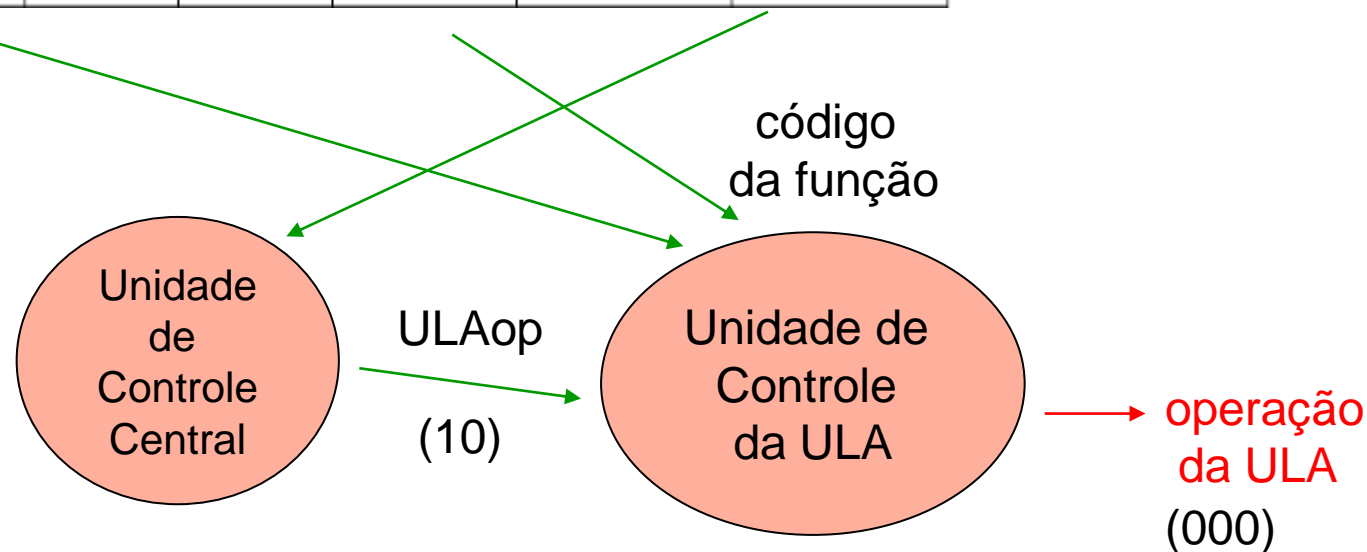 código
da função
Unidade
de
Controle
Central
ULAop
(10)
Unidade de
Controle
da ULA
operação
da ULA
(000)